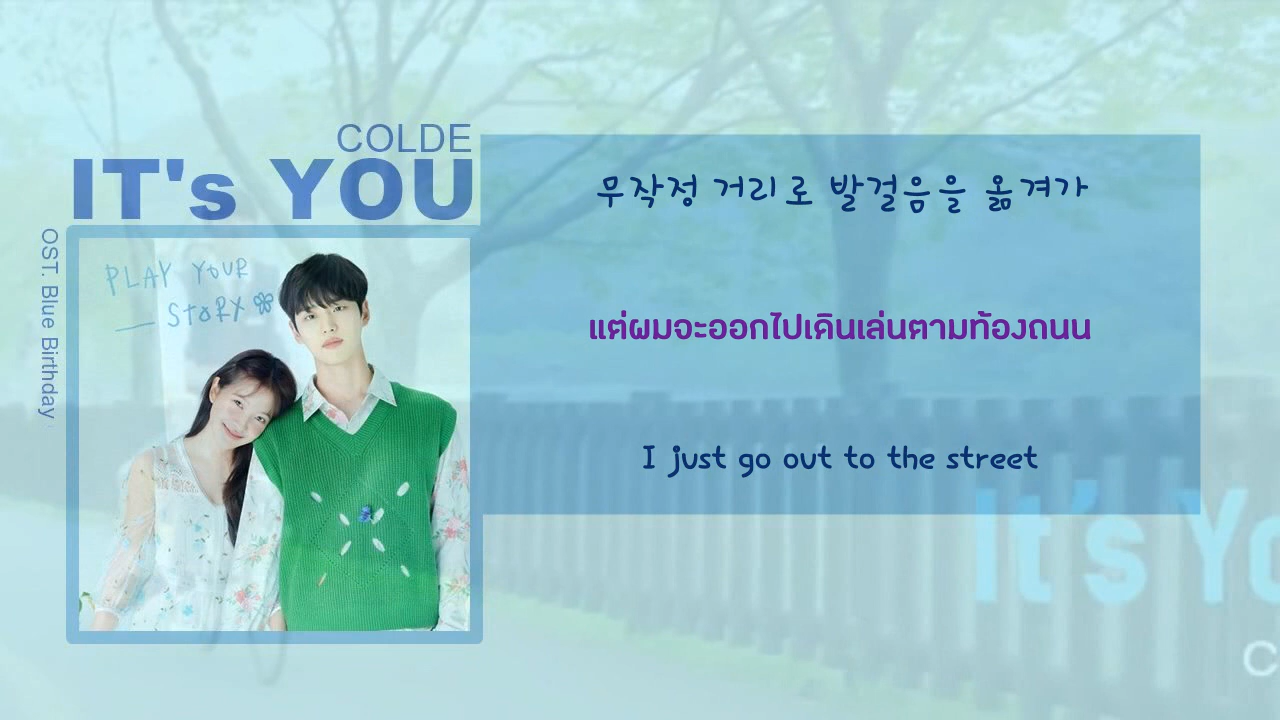 COLDE
IT's YOU
OST. Blue Birthday
PLAY YOUR
STORY
무작정 거리로 발걸음을 옮겨가
แต่ผมจะออกไปเดินเล่นตามท้องถนน
I just go out to the street
It's Yo
C